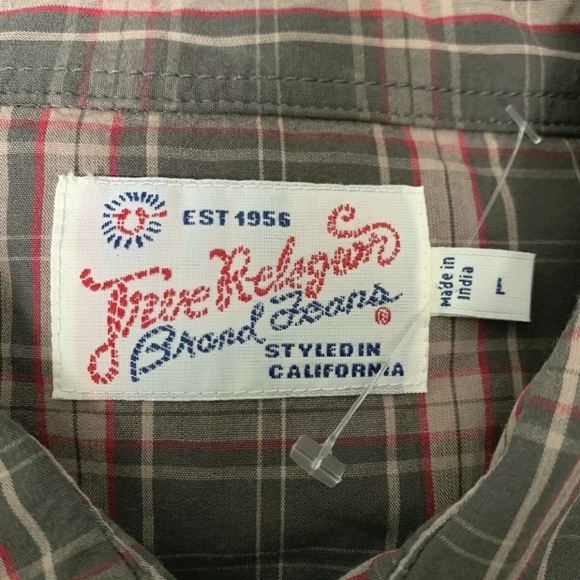 EST 1956
True Religion
Brand Jeans ®
STYLED IN
CALIFORNIA
Made in
India
L